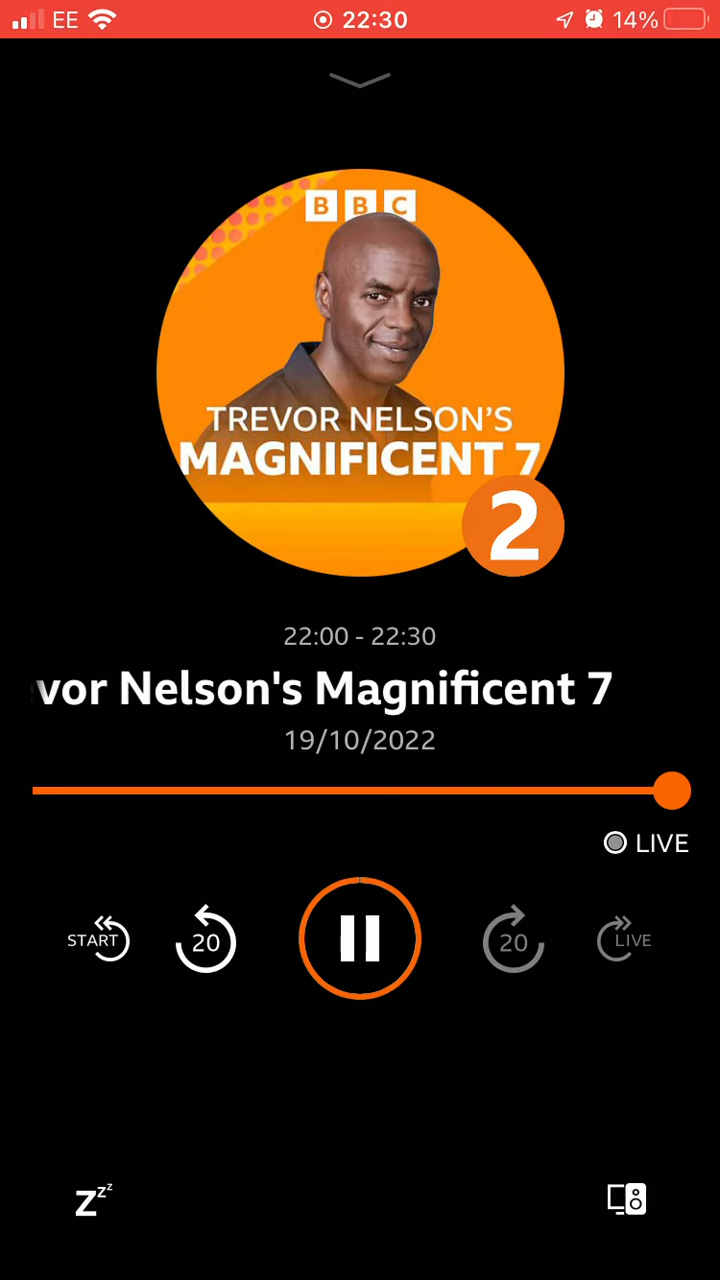 EE 22:30 14%
BBC
TREVOR NELSON'S
MAGNIFICENT 7
2
22:00 - 22:30
vor Nelson's Magnificent 7
19/10/2022
LIVE
START 20 20 LIVE
Zzz